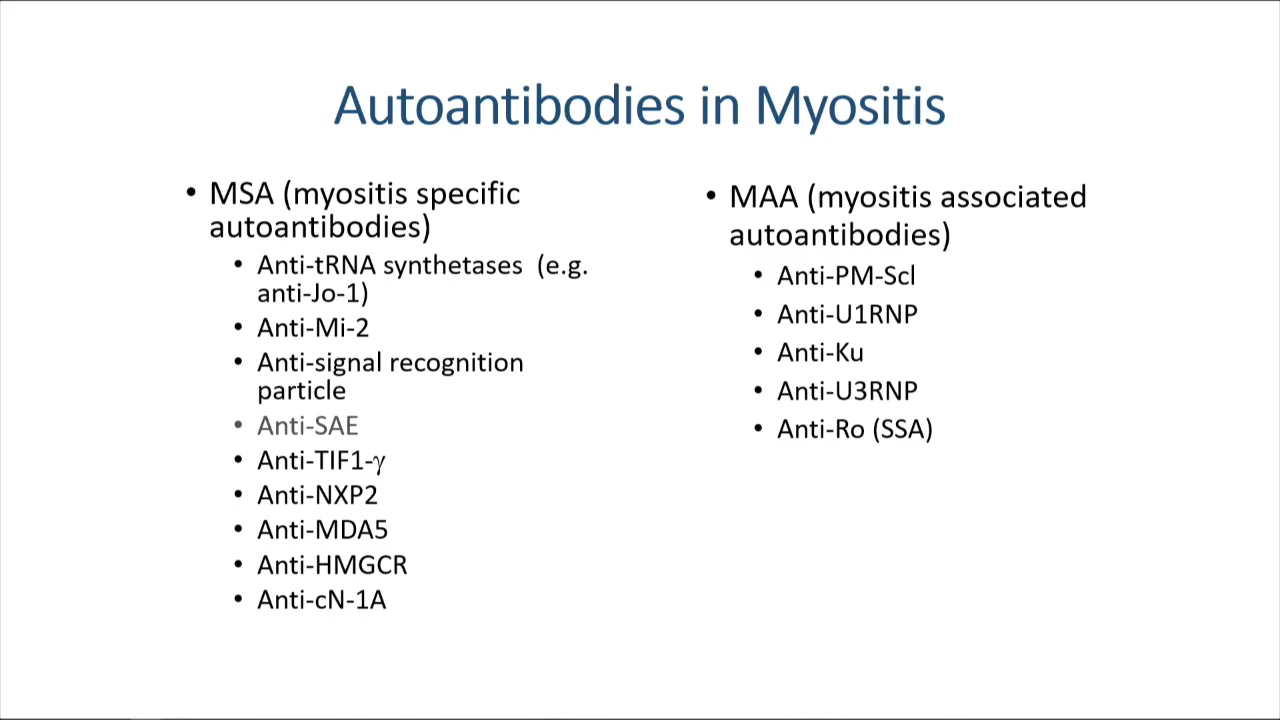 Autoantibodies in Myositis
• MSA (myositis specific
autoantibodies)
• Anti-tRNA synthetases  (e.g.
anti-Jo-1)
• Anti-Mi-2
• Anti-signal recognition
particle
• Anti-SAE
• Anti-TIF1-γ
• Anti-NXP2
• Anti-MDA5
• Anti-HMGCR
• Anti-cN-1A
• MAA (myositis associated
autoantibodies)
• Anti-PM-Scl
• Anti-U1RNP
• Anti-Ku
• Anti-U3RNP
• Anti-Ro (SSA)